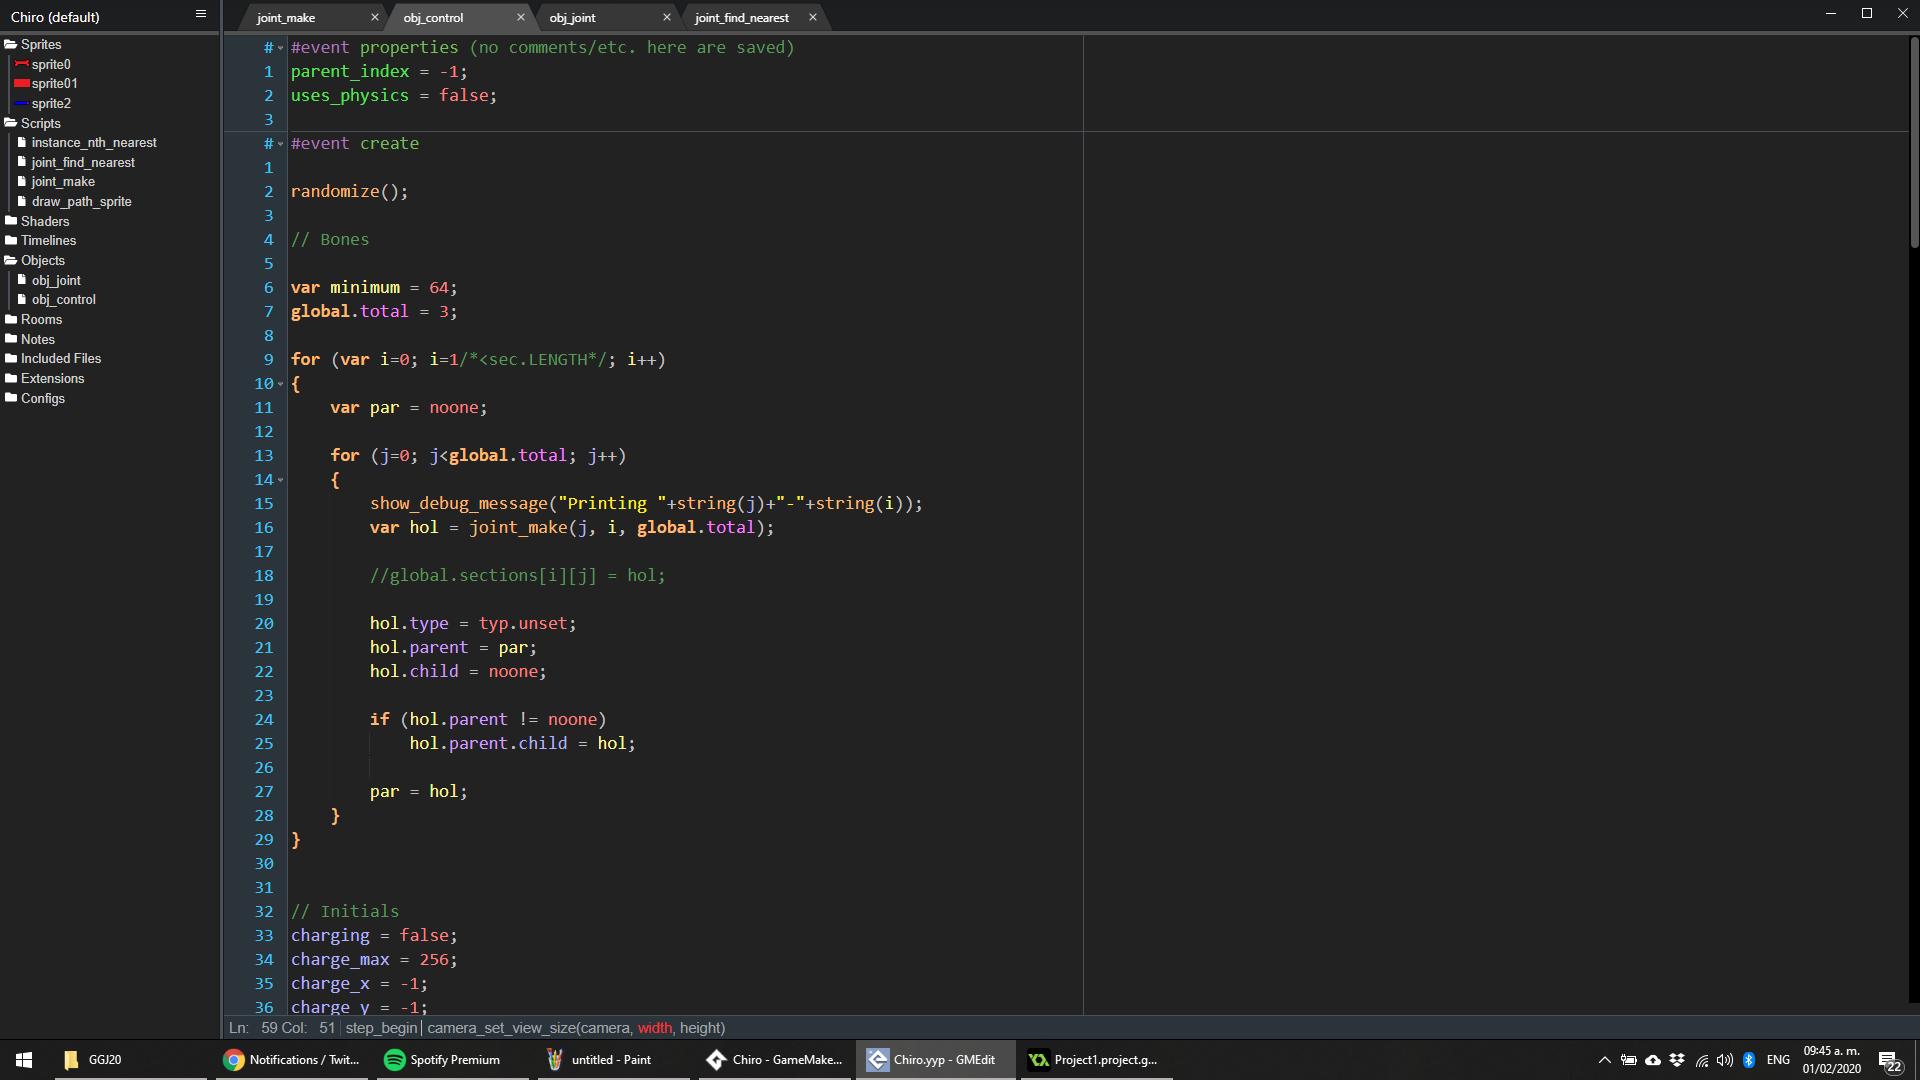 Chiro (default)
joint_make
obj_control
obj_joint
joint_find_nearest
Sprites
sprite0
sprite01
sprite2
Scripts
instance_nth_nearest
joint_find_nearest
joint_make
draw_path_sprite
Shaders
Timelines
Objects
obj_joint
obj_control
Rooms
Notes
Included Files
Extensions
Configs
# #event properties (no comments/etc. here are saved)
1 parent_index = -1;
2 uses_physics = false;
3
# #event create
1
2 randomize();
3
4 // Bones
5
6 var minimum = 64;
7 global.total = 3;
8
9 for (var i=0; i=1/*<sec.LENGTH*/; i++)
10 {
11 var par = noone;
12
13 for (j=0; j<global.total; j++)
14 {
15 show_debug_message("Printing "+string(j)+"-"+string(i));
16 var hol = joint_make(j, i, global.total);
17
18 //global.sections[i][j] = hol;
19
20 hol.type = typ.unset;
21 hol.parent = par;
22 hol.child = noone;
23
24 if (hol.parent != noone)
25 hol.parent.child = hol;
26
27 par = hol;
28 }
29 }
30
31
32 // Initials
33 charging = false;
34 charge_max = 256;
35 charge_x = -1;
36 charge_y = -1;
Ln: 59 Col: 51 step_begin camera_set_view_size(camera, width, height)
GGJ20
Notifications / Twit...
Spotify Premium
untitled - Paint
Chiro - GameMake...
Chiro.yyp - GMEdit
Project1.project.g...
ENG
09:45 a. m.
01/02/2020
22